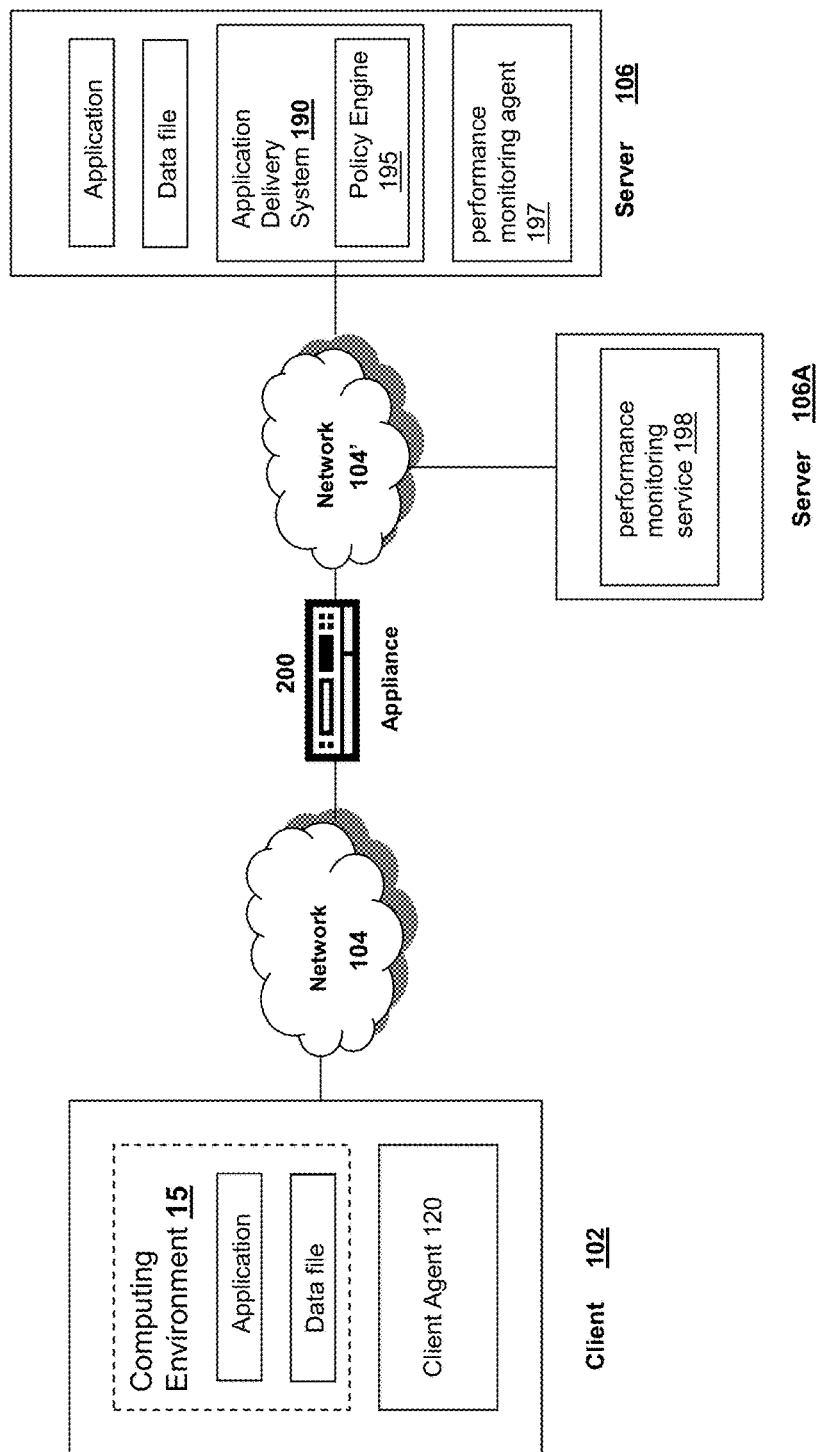 Computing
Environment 15
Application
Data file
Client Agent 120
Client 102
Network
104
200
Appliance
Network
104'
Application
Data file
Application
Delivery
System 190
Policy Engine
195
performance
monitoring agent
197
Server 106
performance
monitoring
service 198
Server 106A